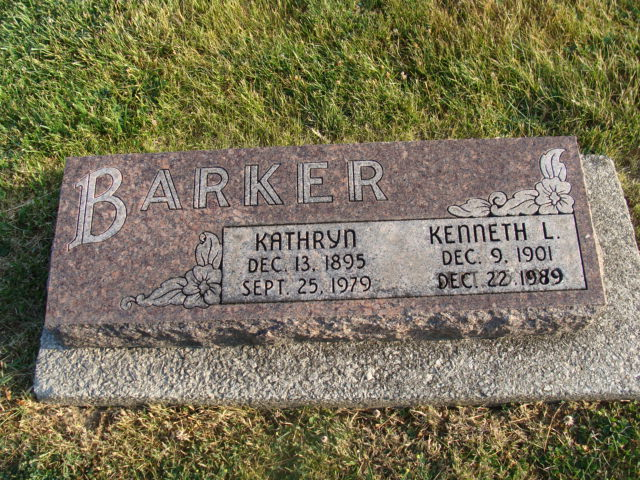 BARKER
KATHRYN
DEC. 13, 1895
SEPT. 25, 1979
KENNETH L.
DEC. 9, 1901
DEC. 22, 1989